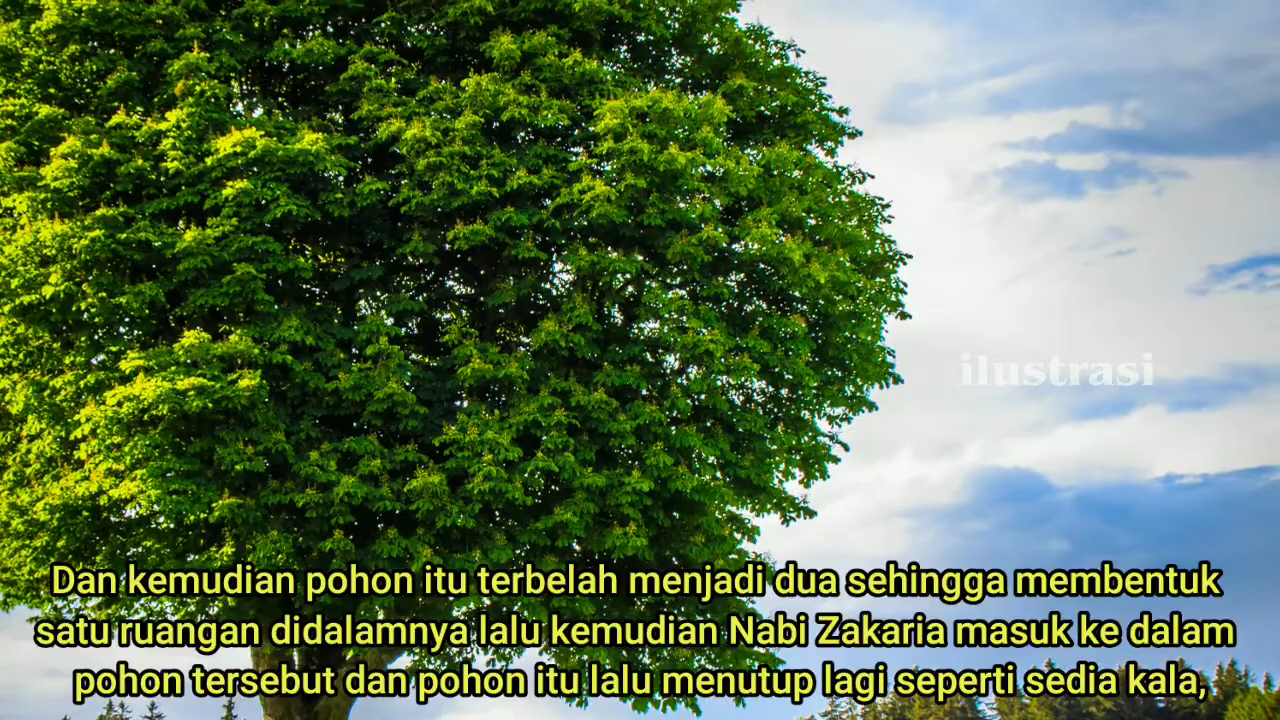 ilustrasi
Dan kemudian pohon itu terbelah menjadi dua sehingga membentuk
satu ruangan didalamnya lalu kemudian Nabi Zakaria masuk ke dalam
pohon tersebut dan pohon itu lalu menutup lagi seperti sedia kala,